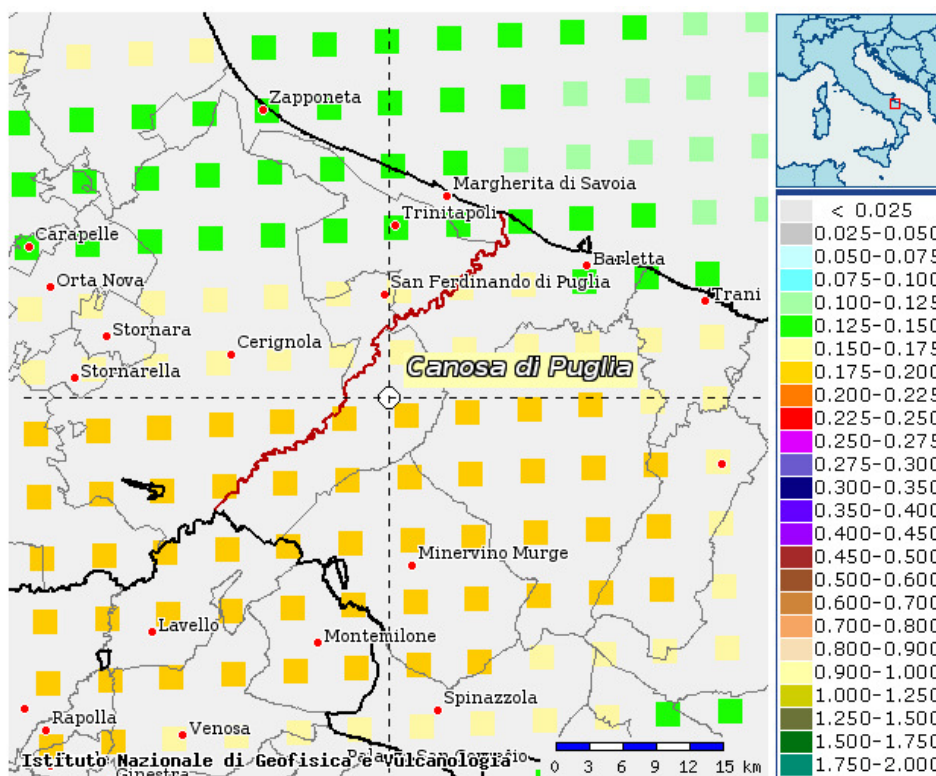 Zapponeta
Margherita di Savoia
Trinitapoli
Carapelle
Barletta
Orta Nova
San Ferdinando di Puglia
Trani
Stornara
Cerignola
Canosa di Puglia
Stornarella
Minervino Murge
Lavello
Montemilone
Spinazzola
Rapolla
Venosa
Istituto Nazionale di Geofisica e Vulcanologia
Ginestra
0 3 6 9 12 15 km
< 0.025
0.025-0.050
0.050-0.075
0.075-0.100
0.100-0.125
0.125-0.150
0.150-0.175
0.175-0.200
0.200-0.225
0.225-0.250
0.250-0.275
0.275-0.300
0.300-0.350
0.350-0.400
0.400-0.450
0.450-0.500
0.500-0.600
0.600-0.700
0.700-0.800
0.800-0.900
0.900-1.000
1.000-1.250
1.250-1.500
1.500-1.750
1.750-2.000